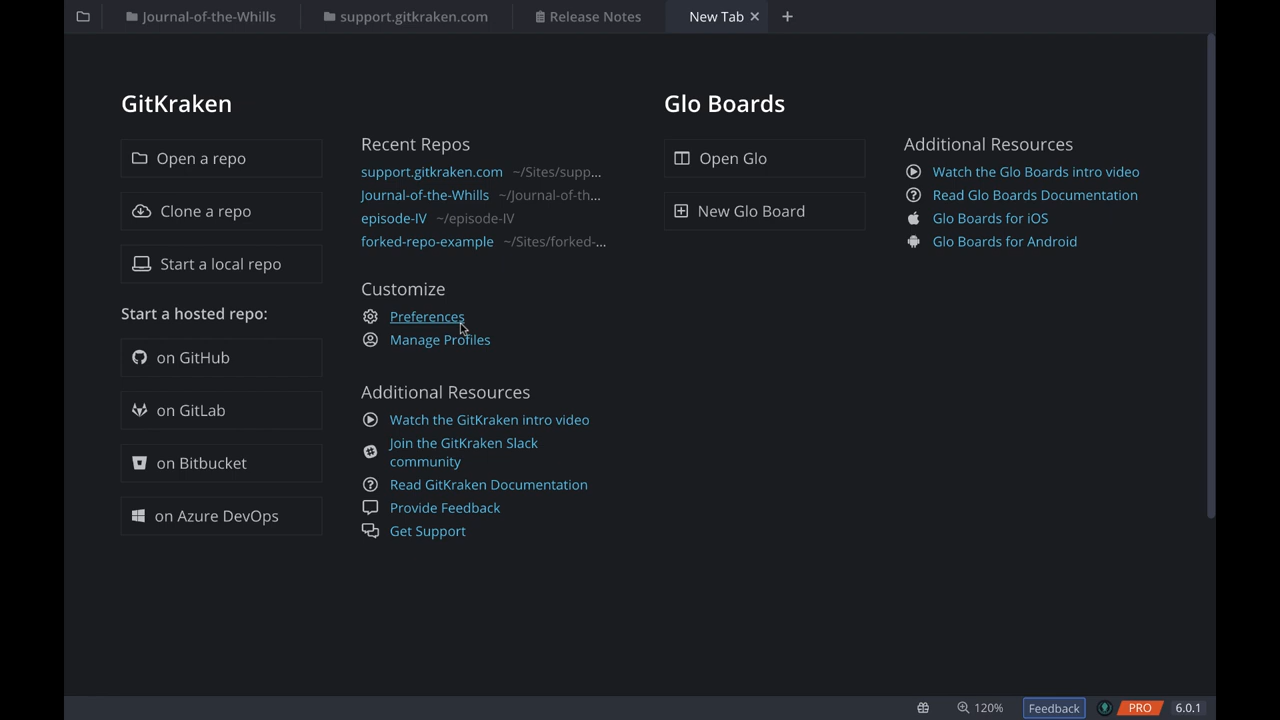 Journal-of-the-Whills
support.gitkraken.com
Release Notes
New Tab
GitKraken
Open a repo
Clone a repo
Start a local repo
Start a hosted repo:
on GitHub
on GitLab
on Bitbucket
on Azure DevOps
Recent Repos
support.gitkraken.com ~/Sites/supp...
Journal-of-the-Whills ~/Journal-of-th...
episode-IV ~/episode-IV
forked-repo-example ~/Sites/forked-...
Customize
Preferences
Manage Profiles
Additional Resources
Watch the GitKraken intro video
Join the GitKraken Slack
community
Read GitKraken Documentation
Provide Feedback
Get Support
Glo Boards
Open Glo
New Glo Board
Additional Resources
Watch the Glo Boards intro video
Read Glo Boards Documentation
Glo Boards for iOS
Glo Boards for Android
120%
Feedback
PRO
6.0.1